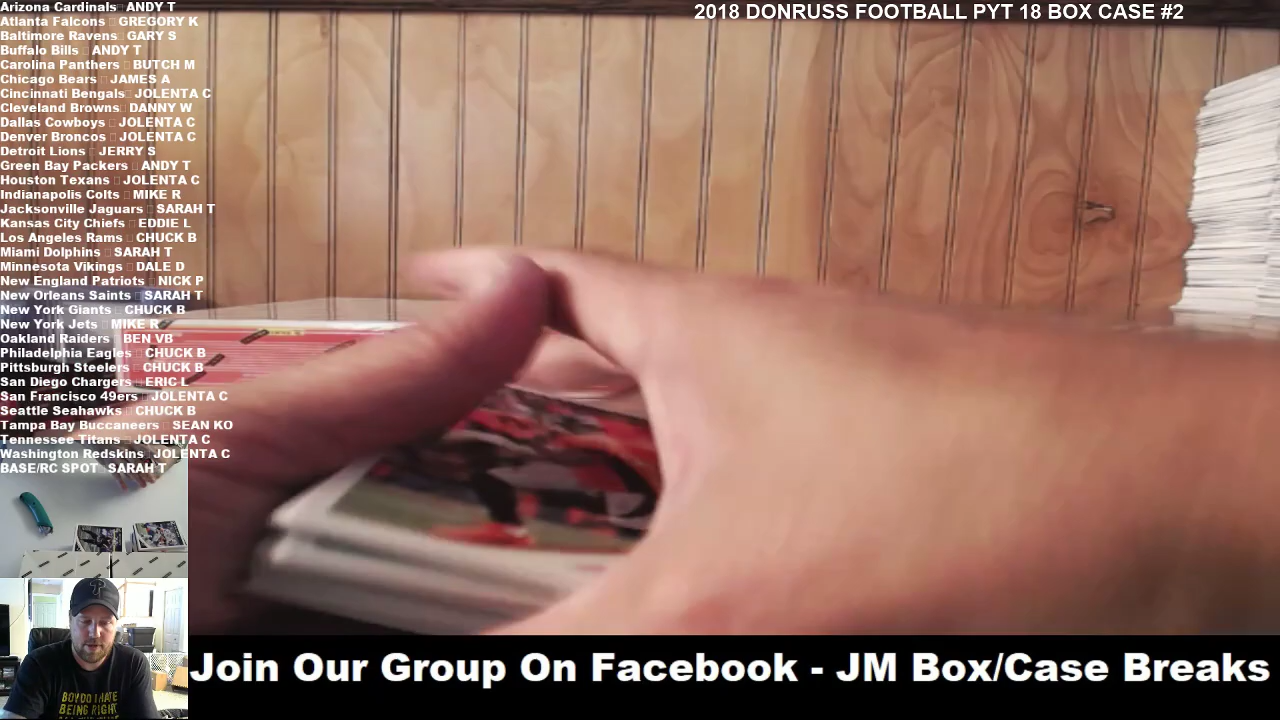 2018 DONRUSS FOOTBALL PYT 18 BOX CASE #2
Arizona Cardinals ANDY T
Atlanta Falcons GREGORY K
Baltimore Ravens GARY S
Buffalo Bills ANDY T
Carolina Panthers BUTCH M
Chicago Bears JAMES A
Cincinnati Bengals JOLENTA C
Cleveland Browns DANNY W
Dallas Cowboys JOLENTA C
Denver Broncos JOLENTA C
Detroit Lions JERRY S
Green Bay Packers ANDY T
Houston Texans JOLENTA C
Indianapolis Colts MIKE R
Jacksonville Jaguars SARAH T
Kansas City Chiefs EDDIE L
Los Angeles Rams CHUCK B
Miami Dolphins SARAH T
Minnesota Vikings DALE D
New England Patriots NICK P
New Orleans Saints SARAH T
New York Giants CHUCK B
New York Jets MIKE R
Oakland Raiders BEN VB
Philadelphia Eagles CHUCK B
Pittsburgh Steelers CHUCK B
San Diego Chargers ERIC L
San Francisco 49ers JOLENTA C
Seattle Seahawks CHUCK B
Tampa Bay Buccaneers SEAN KO
Tennessee Titans JOLENTA C
Washington Redskins JOLENTA C
BASE/RC SPOT SARAH T
BOY DO I HATE
BEING RIGHT
Join Our Group On Facebook - JM Box/Case Breaks